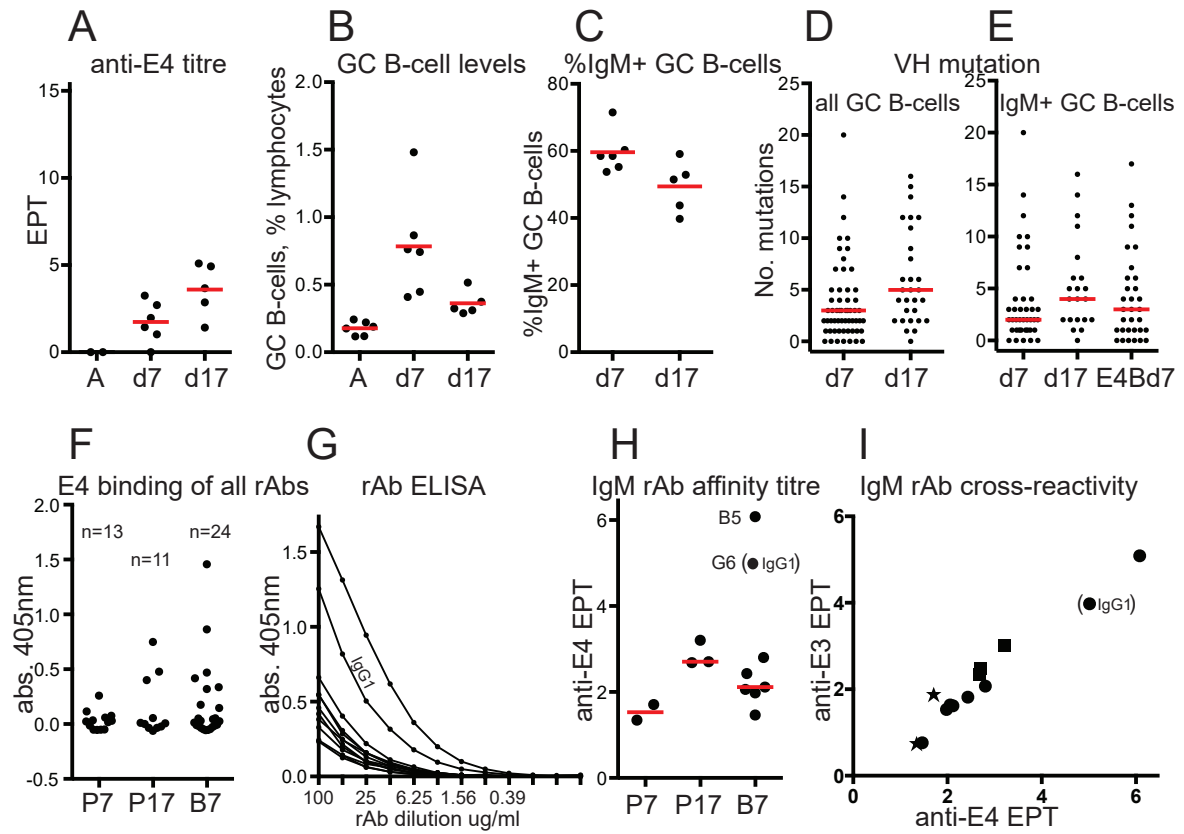 A
anti-E4 titre
EPT
15
10
5
0
A d7 d17
B
GC B-cell levels
GC B-cells, % lymphocytes
2.0
1.5
1.0
0.5
0.0
A d7 d17
C
%IgM+ GC B-cells
%IgM+ GC B-cells
80
60
40
20
0
d7 d17
D E
VH mutation
all GC B-cells
No. mutations
25
20
15
10
5
0
d7 d17
IgM+ GC B-cells
25
20
15
10
5
0
d7 d17 E4Bd7
F
E4 binding of all rAbs
abs. 405nm
2.0
1.5
1.0
0.5
0.0
-0.5
n=13
n=11
n=24
P7 P17 B7
G
rAb ELISA
abs. 405nm
1.5
1.0
0.5
0.0
IgG1
100 25 6.25 1.56 0.39
rAb dilution ug/ml
H
IgM rAb affinity titre
anti-E4 EPT
6
4
2
0
B5
G6 ( IgG1)
P7 P17 B7
I
IgM rAb cross-reactivity
anti-E3 EPT
6
4
2
0
( IgG1)
0 2 4 6
anti-E4 EPT